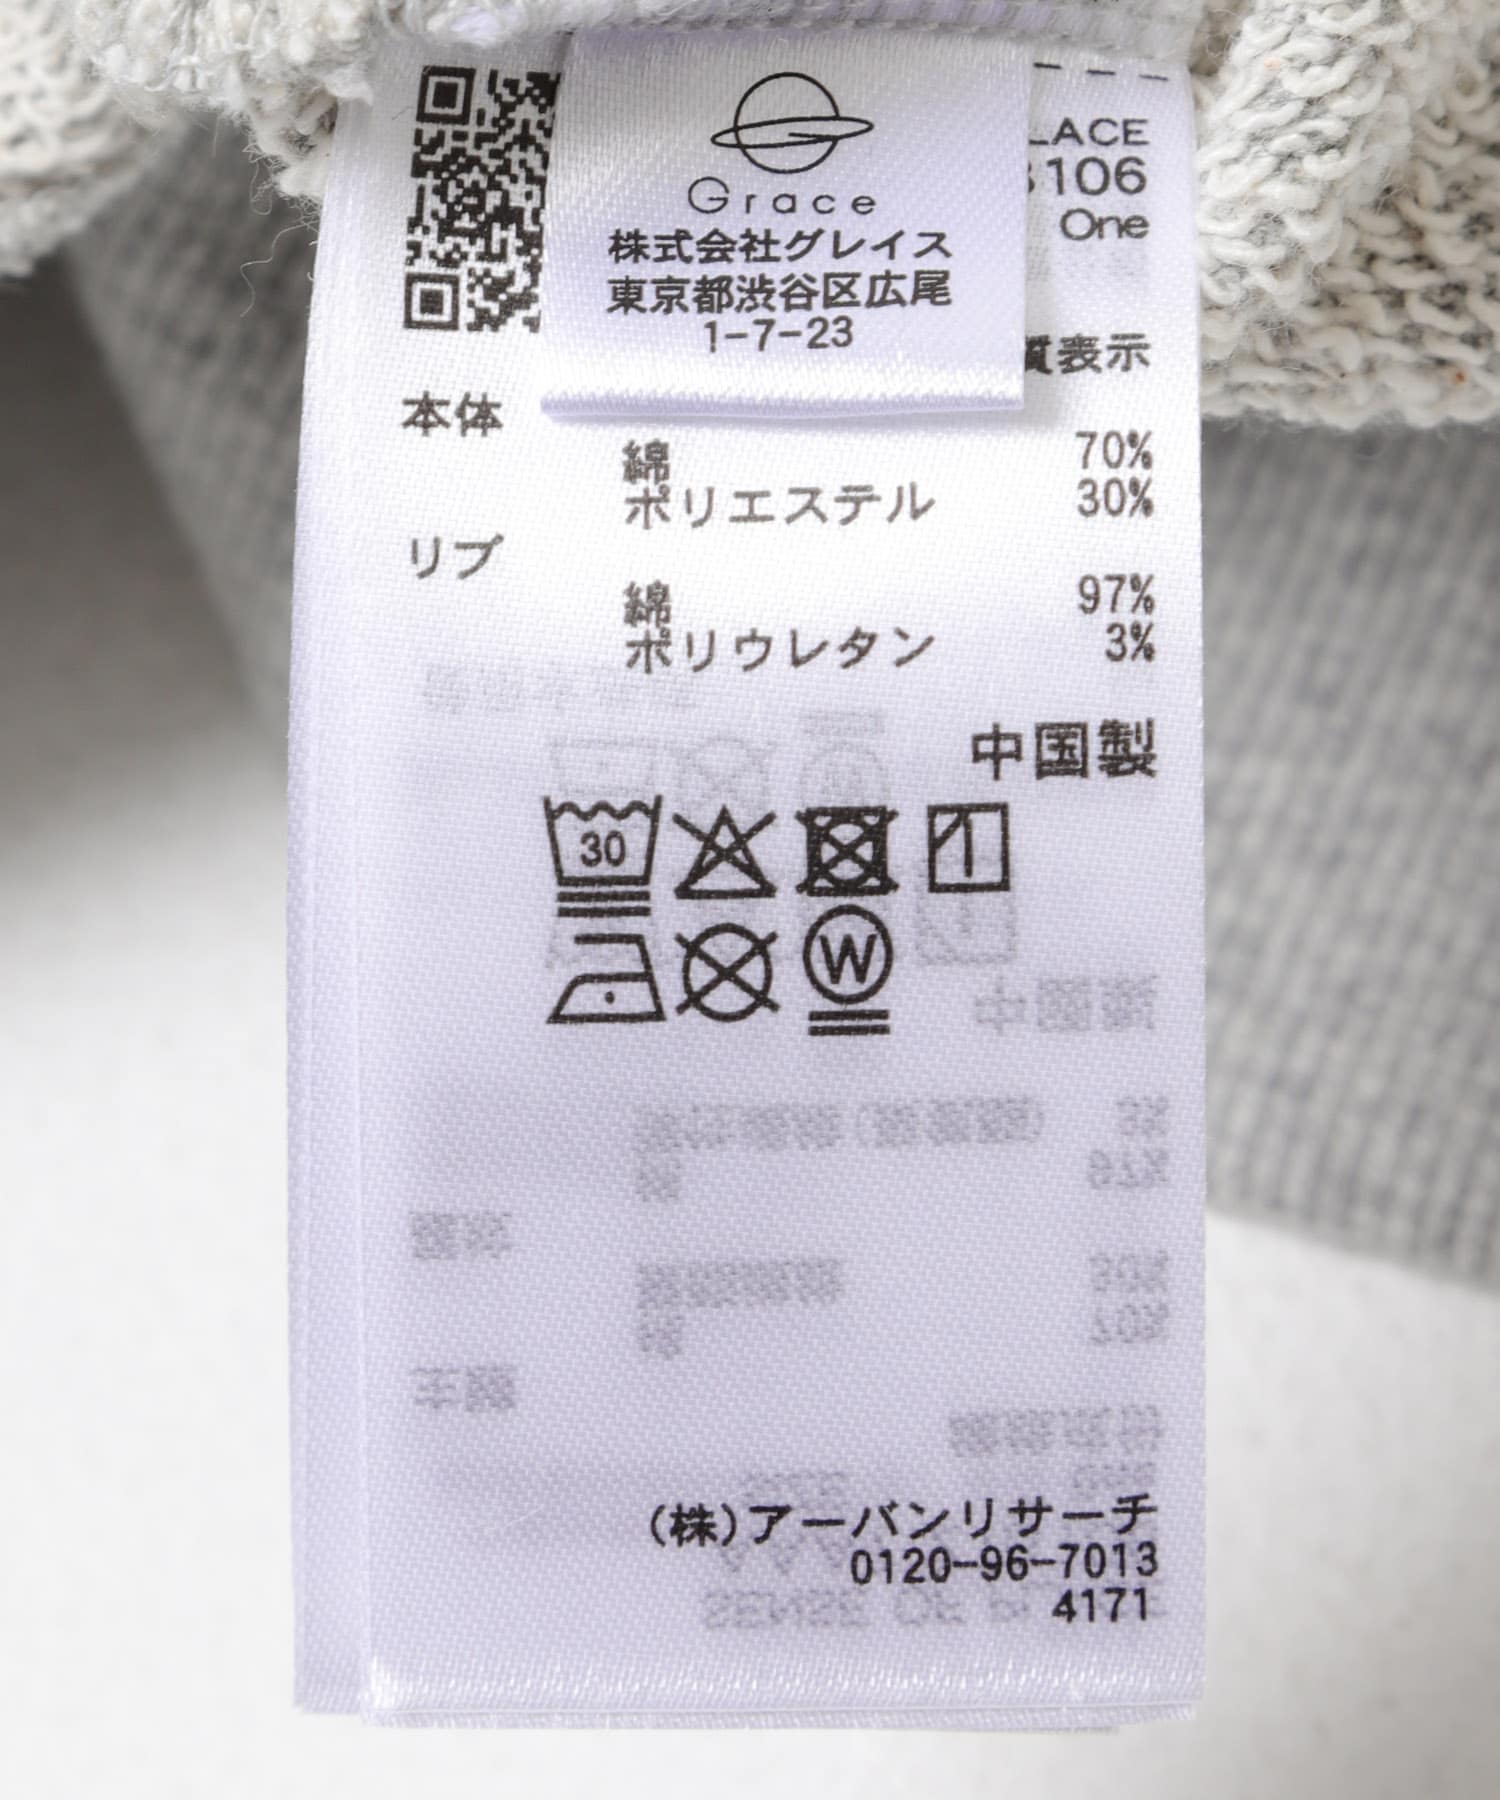 Grace
株式会社グレイス
東京都渋谷区広尾
1-7-23
LACE
3106
One
質表示
本体
綿 70%
ポリエステル 30%
リブ
綿 97%
ポリウレタン 3%
中国製
30
W
(株)アーバンリサーチ
0120-96-7013
4171